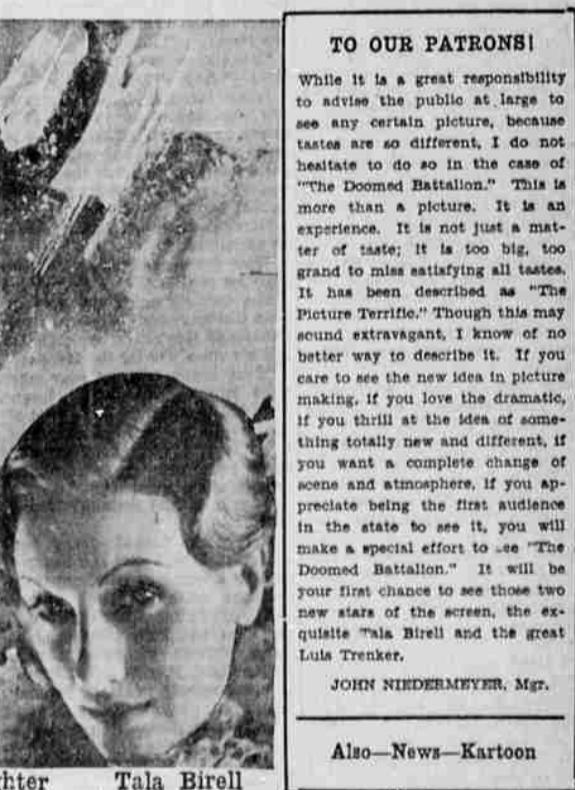 TO OUR PATRONS!
While it is a great responsibility
to advise the public at large to
see any certain picture, because
tastes are so different, I do not
hesitate to do so in the case of
"The Doomed Battalion." This is
more than a picture. It is an
experience. It is not just a mat-
ter of taste; it is too big, too
grand to miss satisfying all tastes.
It has been described as "The
Picture Terrific." Though this may
sound extravagant, I know of no
better way to describe it. If you
care to see the new idea in picture
making, if you love the dramatic,
if you thrill at the idea of some-
thing totally new and different, if
you want a complete change of
scene and atmosphere, if you ap-
preciate being the first audience
in the state to see it, you will
make a special effort to see "The
Doomed Battalion." It will be
your first chance to see those two
new stars of the screen, the ex-
quisite Tala Birell and the great
Luis Trenker.
JOHN NIEDERMEYER, Mgr.
Also—News—Kartoon
hter Tala Birell